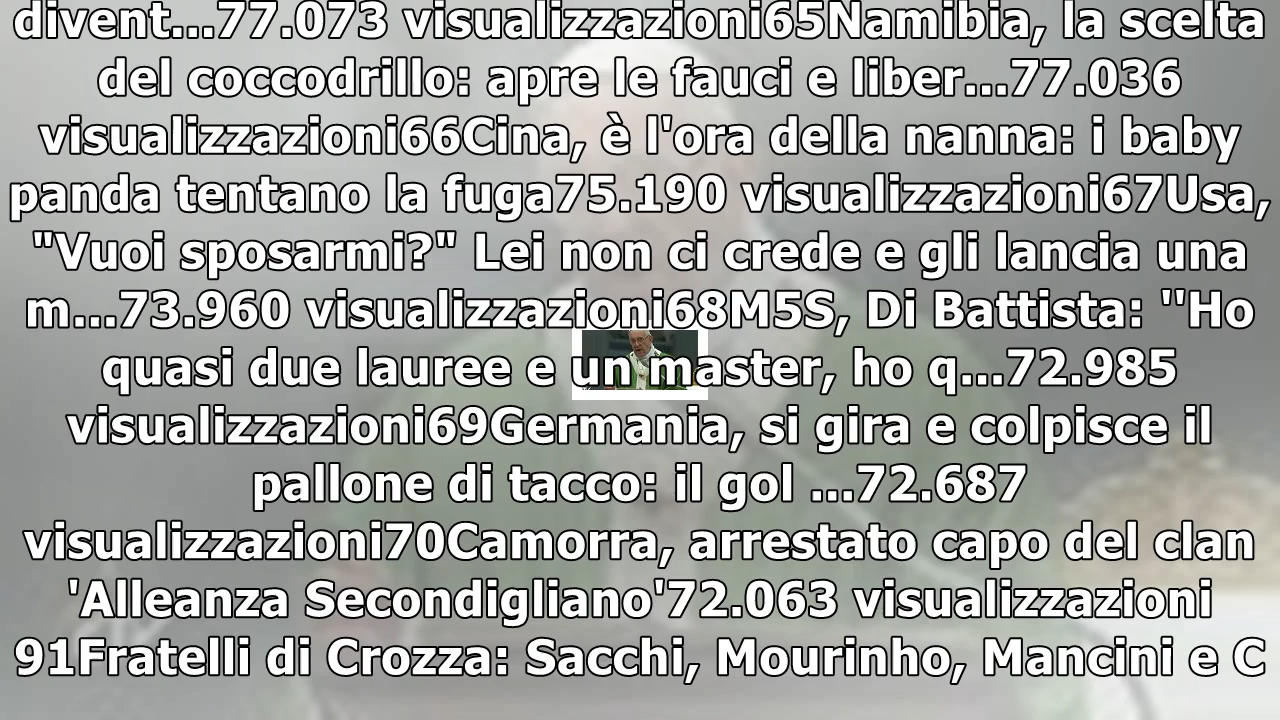 divent...77.073 visualizzazioni65Namibia, la scelta
del coccodrillo: apre le fauci e liber...77.036
visualizzazioni66Cina, è l'ora della nanna: i baby
panda tentano la fuga75.190 visualizzazioni67Usa,
"Vuoi sposarmi?" Lei non ci crede e gli lancia una
m...73.960 visualizzazioni68M5S, Di Battista: ''Ho
quasi due lauree e un master, ho q...72.985
visualizzazioni69Germania, si gira e colpisce il
pallone di tacco: il gol ...72.687
visualizzazioni70Camorra, arrestato capo del clan
'Alleanza Secondigliano'72.063 visualizzazioni
91Fratelli di Crozza: Sacchi, Mourinho, Mancini e C